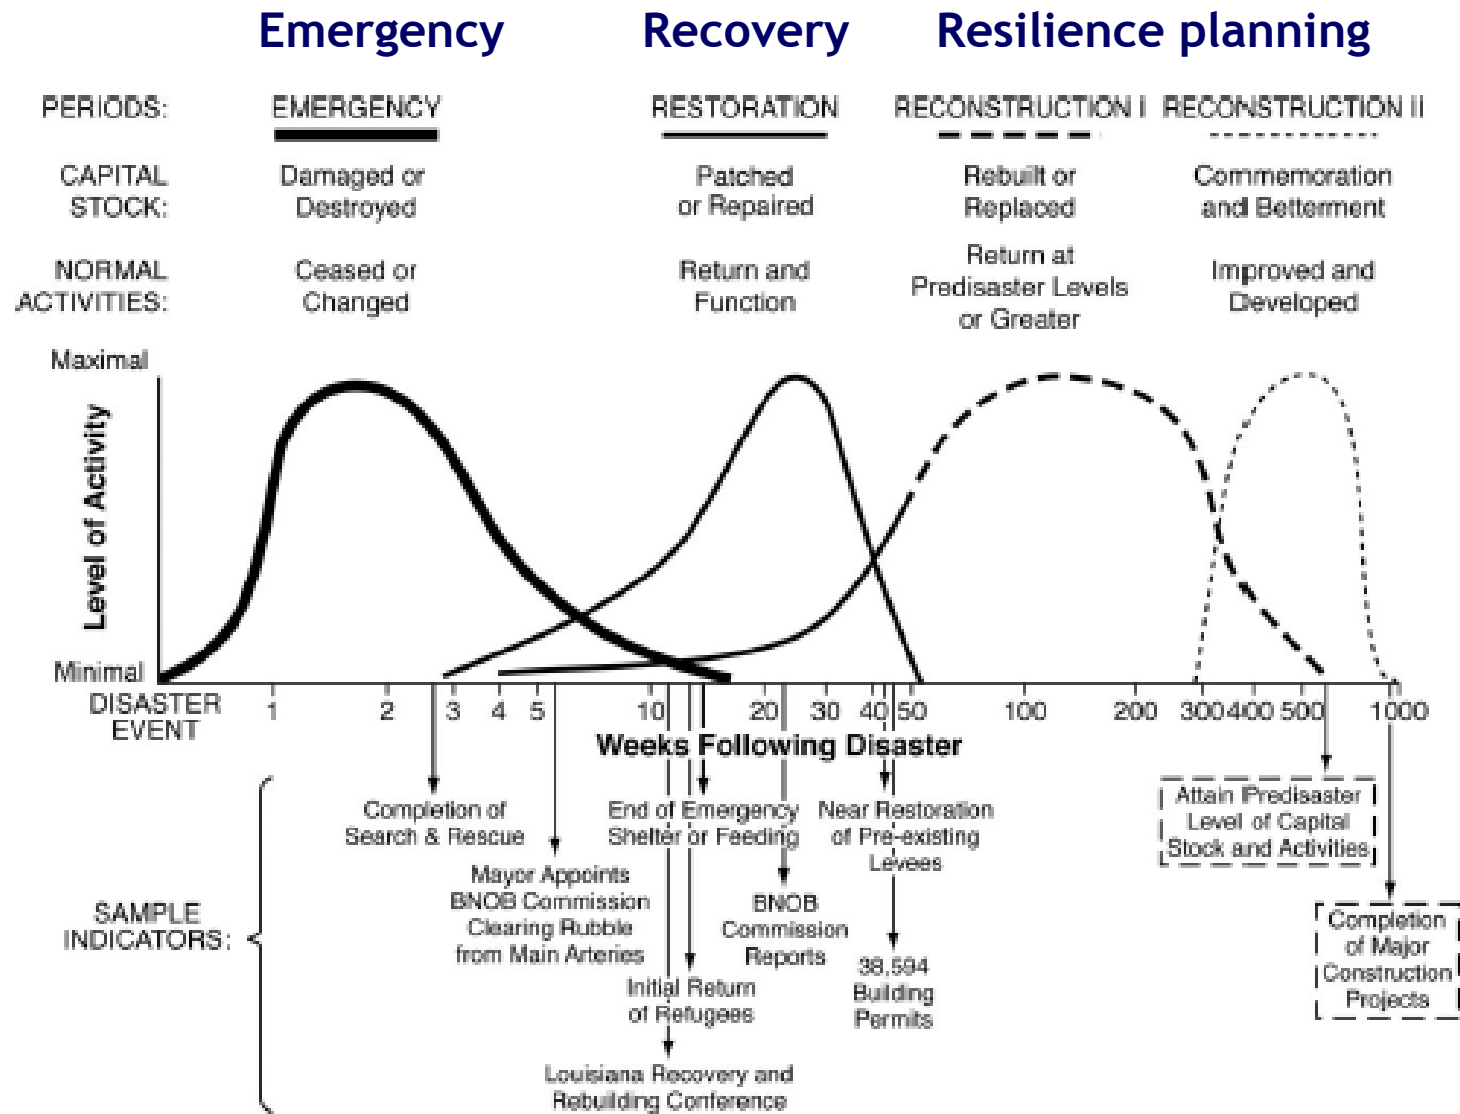 Emergency Recovery Resilience planning
PERIODS: EMERGENCY RESTORATION RECONSTRUCTION I RECONSTRUCTION II
CAPITAL STOCK: Damaged or Destroyed Patched or Repaired Rebuilt or Replaced Commemoration and Betterment
NORMAL ACTIVITIES: Ceased or Changed Return and Function Return at Predisaster Levels or Greater Improved and Developed
Maximal
Level of Activity
Minimal
DISASTER
EVENT
1 2 3 4 5 10 20 30 40 50 100 200 300 400 500 1000
Weeks Following Disaster
SAMPLE
INDICATORS:
Completion of
Search & Rescue
Mayor Appoints
BNOB Commission
Clearing Rubble
from Main Arteries
End of Emergency
Shelter or Feeding
Initial Return
of Refugees
Louisiana Recovery and
Rebuilding Conference
BNOB
Commission
Reports
Near Restoration
of Pre-existing
Levees
38,594
Building
Permits
Attain Predisaster
Level of Capital
Stock and Activities
Completion
of Major
Construction
Projects